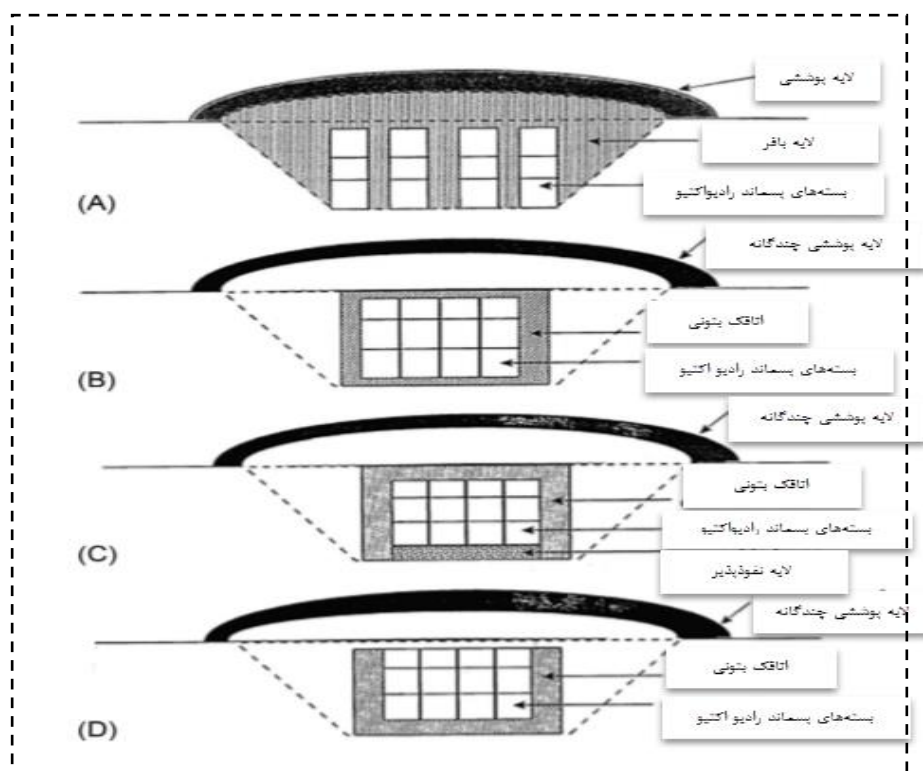 لایه پوششی
لایه بافر
بسته‌های پسماند رادیواکتیو
(A)
لایه پوششی چندگانه
اتاقک بتونی
بسته‌های پسماند رادیو اکتیو
(B)
لایه پوششی چندگانه
اتاقک بتونی
بسته‌های پسماند رادیواکتیو
لایه نفوذپذیر
(C)
لایه پوششی چندگانه
اتاقک بتونی
بسته‌های پسماند رادیو اکتیو
(D)